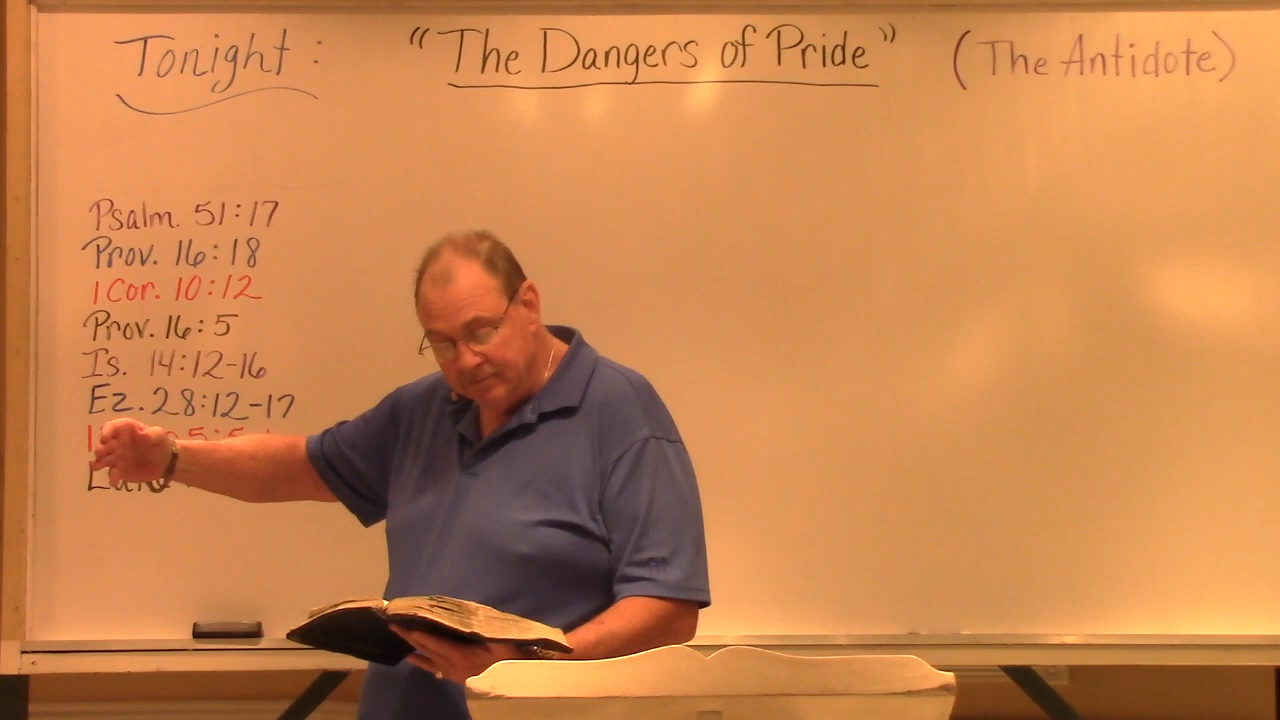 Tonight: "The Dangers of Pride" (The Antidote)
Psalm. 51:17
Prov. 16:18
1 Cor. 10:12
Prov. 16:5
Is. 14:12-16
Ez. 28:12-17